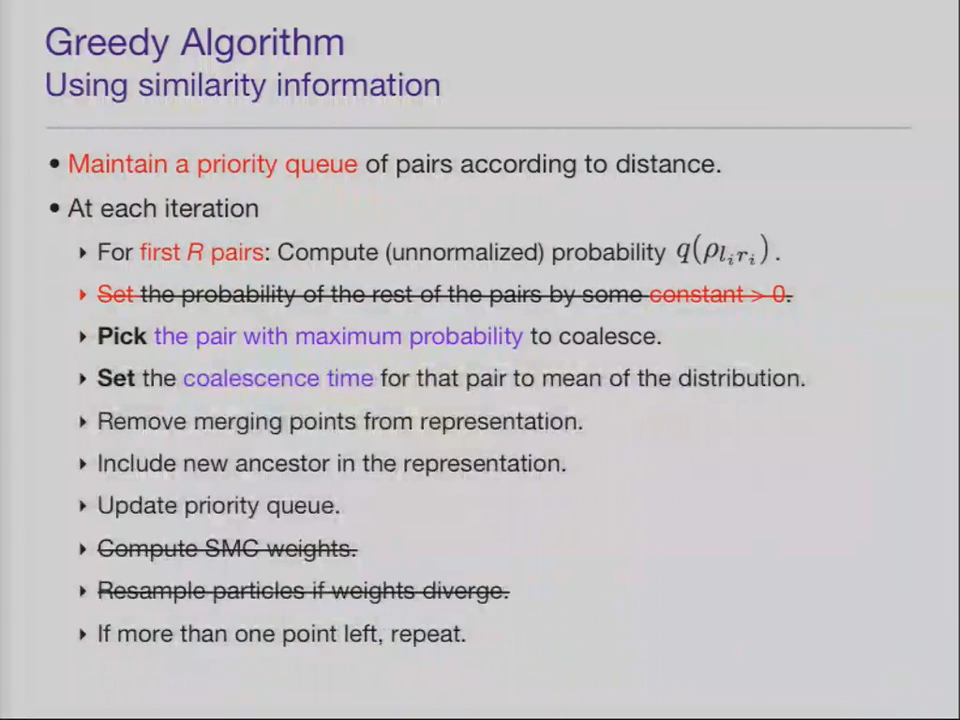 Greedy Algorithm
Using similarity information
• Maintain a priority queue of pairs according to distance.
• At each iteration
‣ For first R pairs: Compute (unnormalized) probability q(ρ_{l_i r_i}).
‣ Set the probability of the rest of the pairs by some constant > 0.
‣ Pick the pair with maximum probability to coalesce.
‣ Set the coalescence time for that pair to mean of the distribution.
‣ Remove merging points from representation.
‣ Include new ancestor in the representation.
‣ Update priority queue.
‣ Compute SMC weights.
‣ Resample particles if weights diverge.
‣ If more than one point left, repeat.